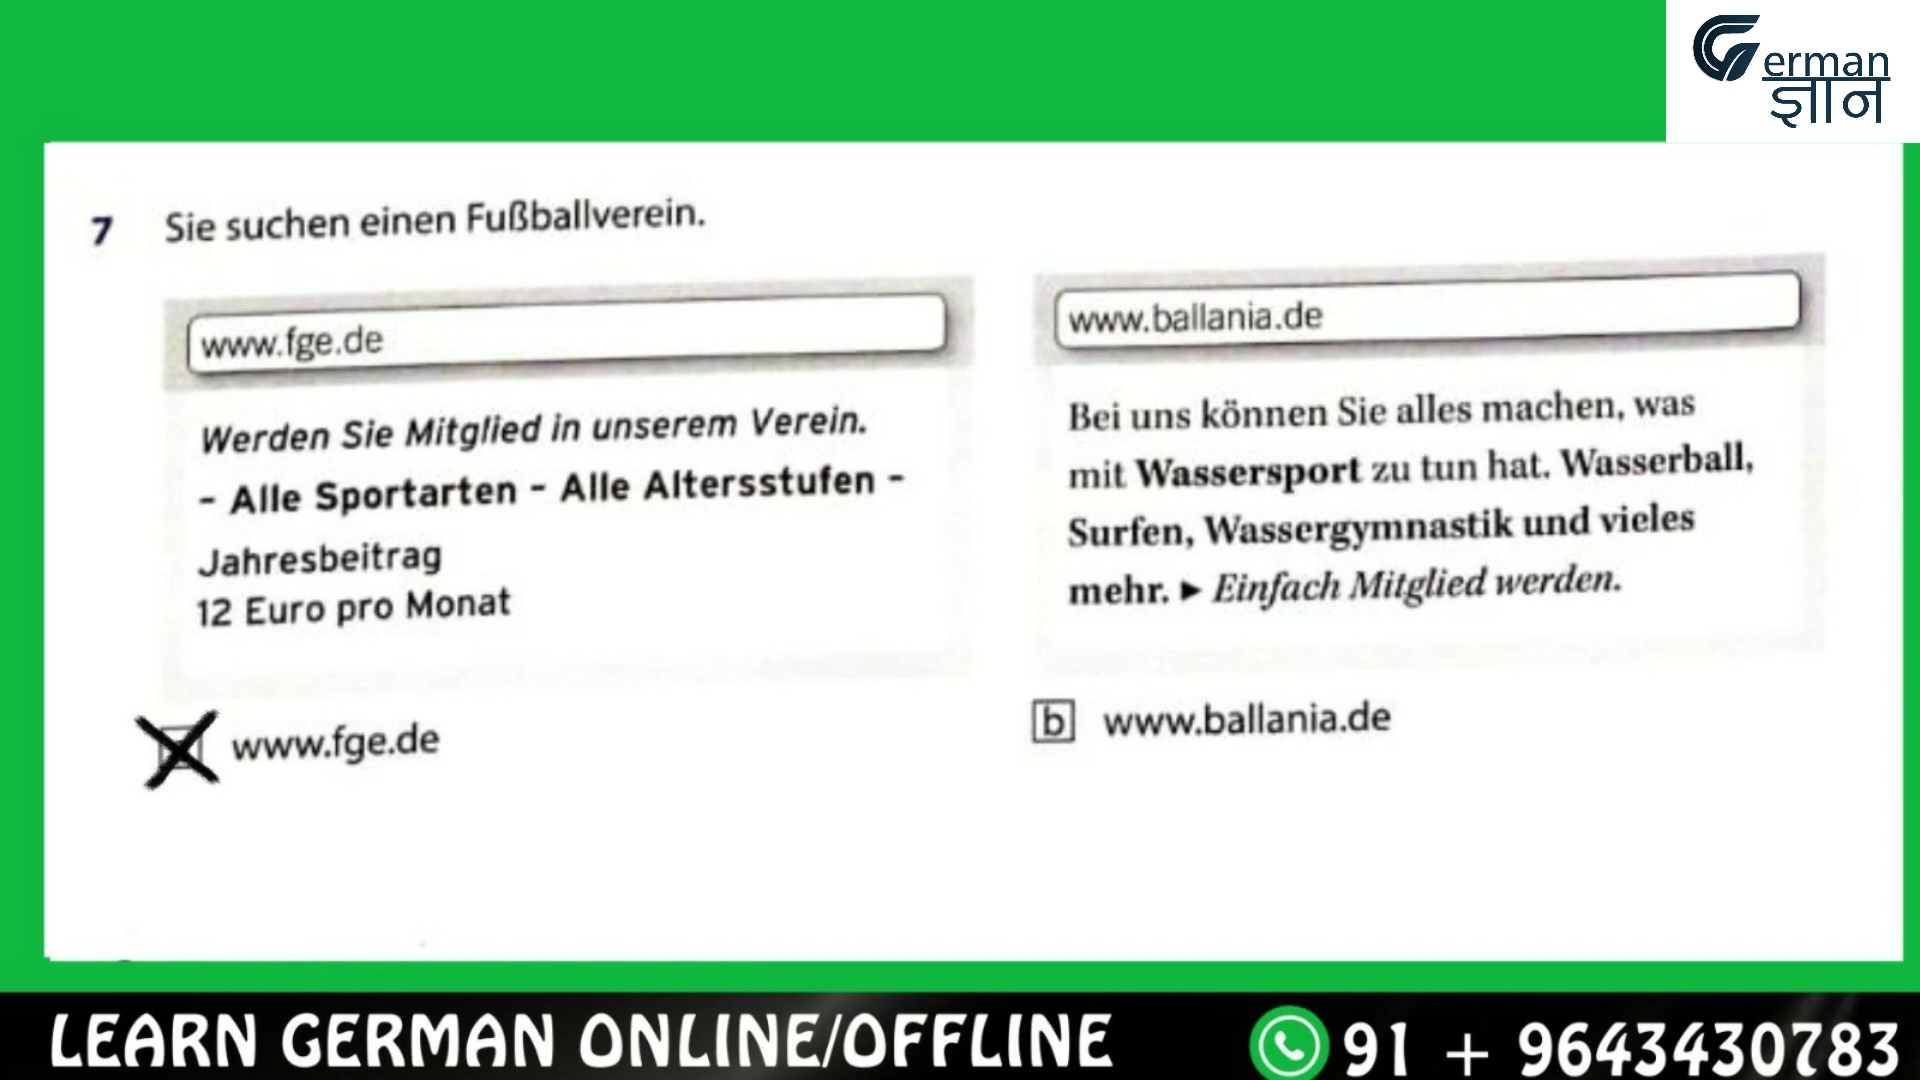 German
ज्ञान
7 Sie suchen einen Fußballverein.
www.fge.de
Werden Sie Mitglied in unserem Verein.
- Alle Sportarten - Alle Altersstufen -
Jahresbeitrag
12 Euro pro Monat
www.fge.de
www.ballania.de
Bei uns können Sie alles machen, was
mit Wassersport zu tun hat. Wasserball,
Surfen, Wassergymnastik und vieles
mehr. ► Einfach Mitglied werden.
b www.ballania.de
LEARN GERMAN ONLINE/OFFLINE
91 + 9643430783